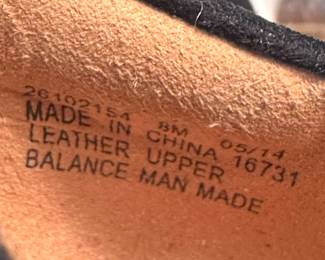 26102154 8M 05/14
MADE IN CHINA 16731
LEATHER UPPER
BALANCE MAN MADE